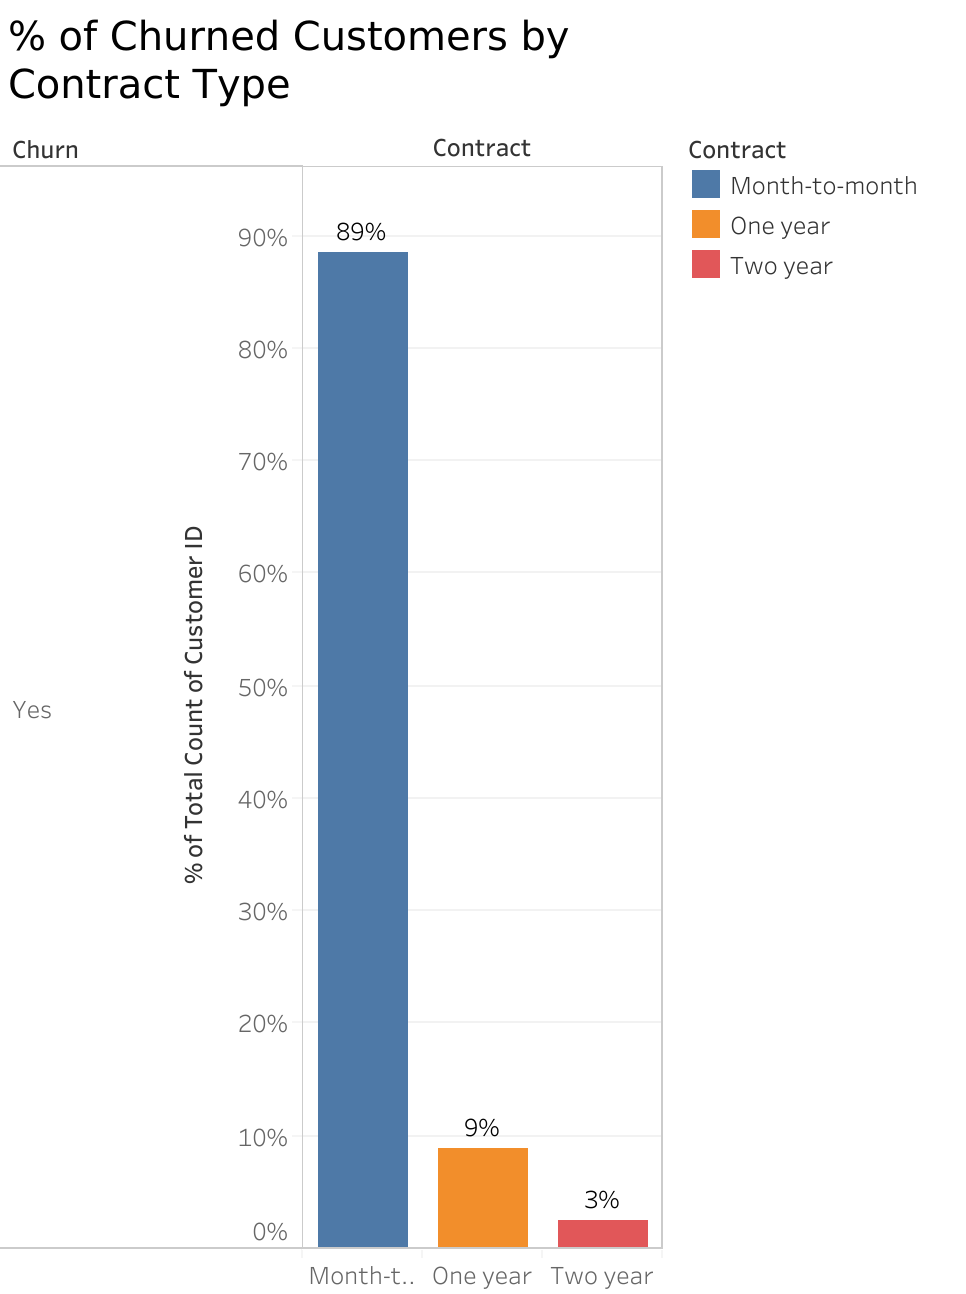 % of Churned Customers by
Contract Type
Churn
Contract
Contract
Month-to-month
One year
Two year
90%
80%
70%
60%
50%
40%
30%
20%
10%
0%
% of Total Count of Customer ID
Yes
89%
9%
3%
Month-t..
One year
Two year